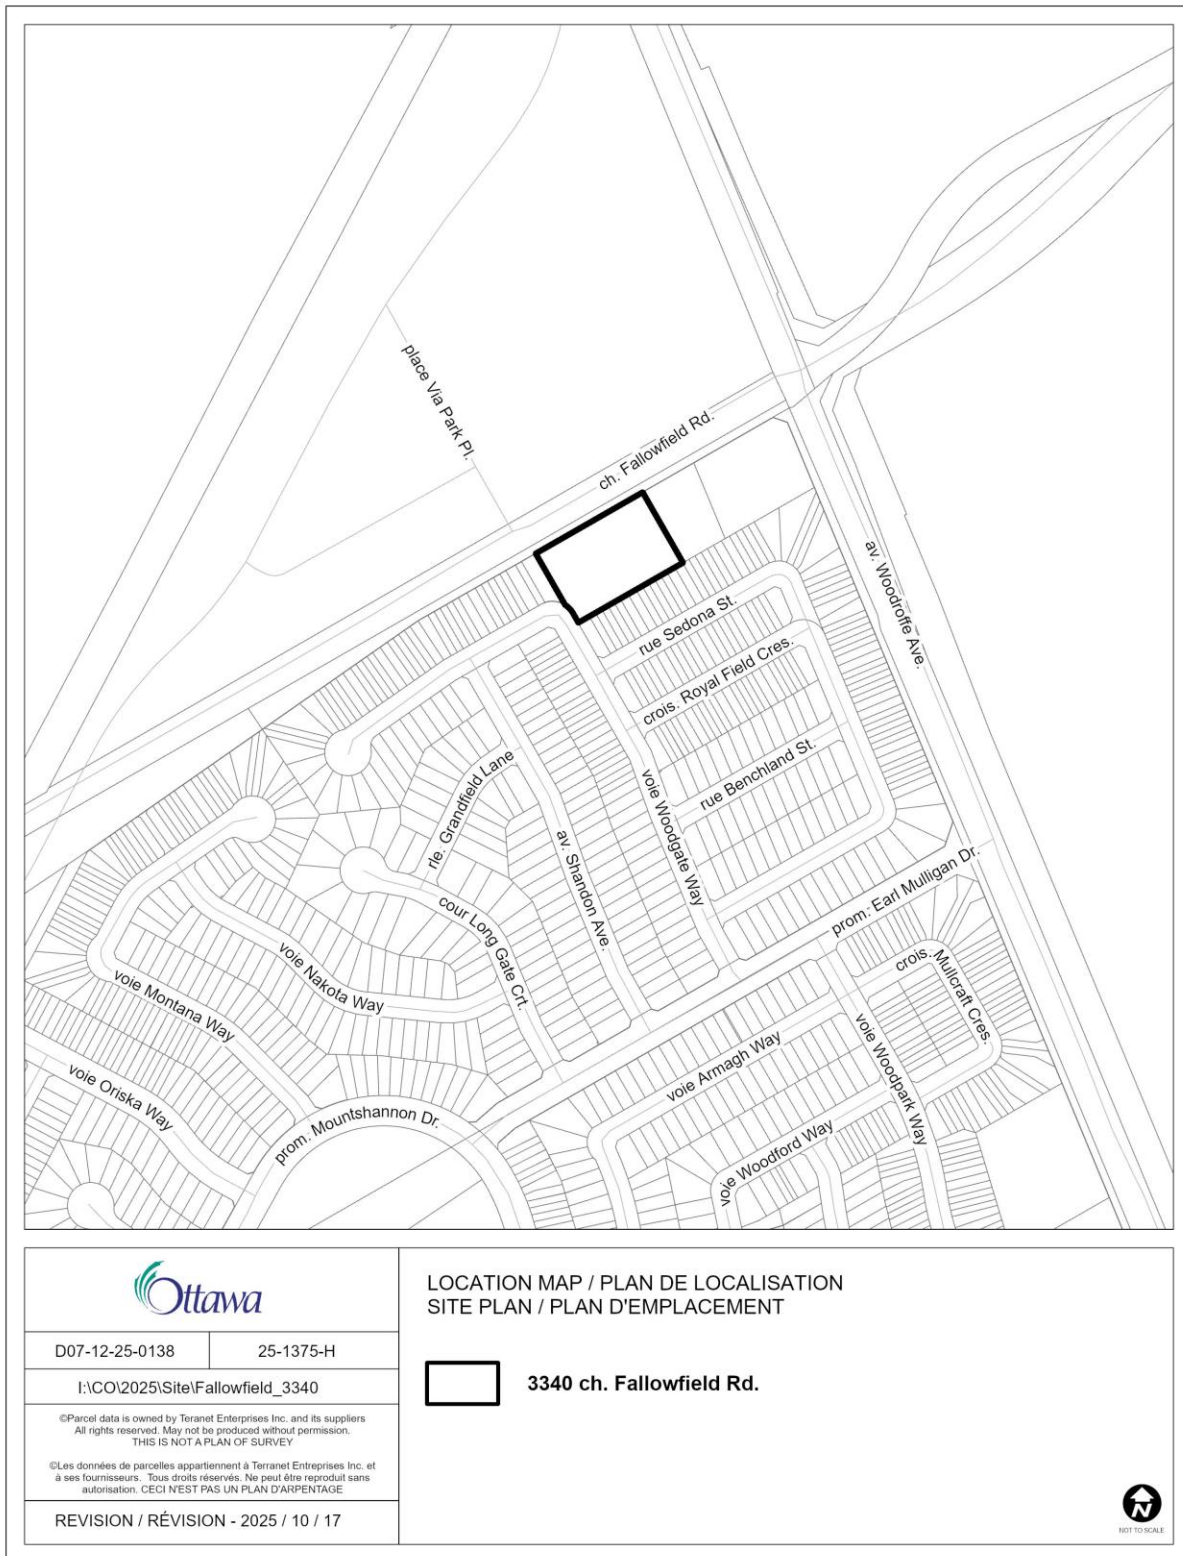 place Via Park Pl.
ch. Fallowfield Rd.
av. Woodroffe Ave.
rue Sedona St.
crois. Royal Field Cres.
rue Benchland St.
voie Woodgate Way
rle. Grandfield Lane
av. Shandon Ave.
cour Long Gate Crt.
prom. Earl Mulligan Dr.
crois. Mullcraft Cres.
voie Nakota Way
voie Montana Way
voie Oriska Way
voie Armagh Way
voie Woodpark Way
prom. Mountshannon Dr.
voie Woodford Way
Ottawa
D07-12-25-0138
25-1375-H
I:\CO\2025\Site\Fallowfield_3340
©Parcel data is owned by Teranet Enterprises Inc. and its suppliers
All rights reserved. May not be produced without permission.
THIS IS NOT A PLAN OF SURVEY
©Les données de parcelles appartiennent à Terranet Entreprises Inc. et
à ses fournisseurs. Tous droits réservés. Ne peut être reproduit sans
autorisation. CECI N'EST PAS UN PLAN D'ARPENTAGE
REVISION / RÉVISION - 2025 / 10 / 17
LOCATION MAP / PLAN DE LOCALISATION
SITE PLAN / PLAN D'EMPLACEMENT
3340 ch. Fallowfield Rd.
N
NOT TO SCALE